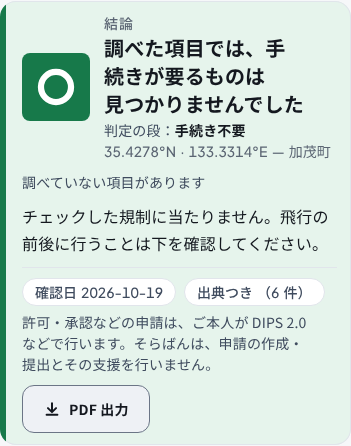 結論
調べた項目では、手
続きが要るものは
見つかりませんでした
判定の段：手続き不要
35.4278°N · 133.3314°E — 加茂町
調べていない項目があります
チェックした規制に当たりません。飛行の
前後に行うことは下を確認してください。
確認日 2026-10-19
出典つき （6 件）
許可・承認などの申請は、ご本人が DIPS 2.0
などで行います。そらばんは、申請の作成・
提出とその支援を行いません。
PDF 出力